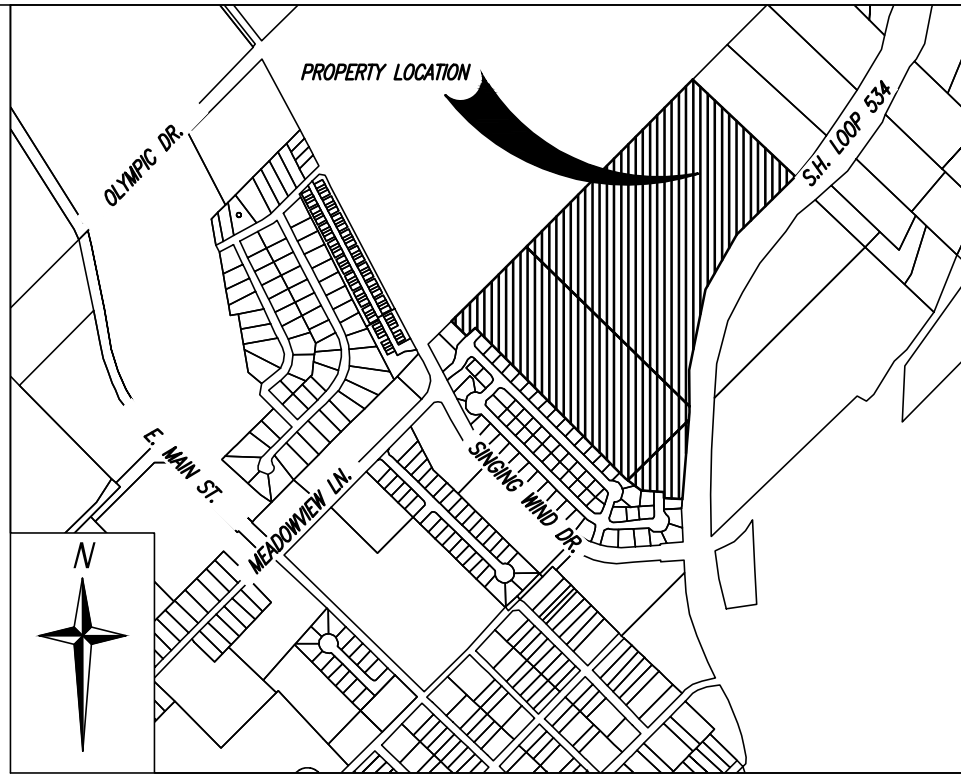 PROPERTY LOCATION
S.H. LOOP 534
OLYMPIC DR.
E. MAIN ST.
MEADOWVIEW LN.
SINGING WIND DR.
N